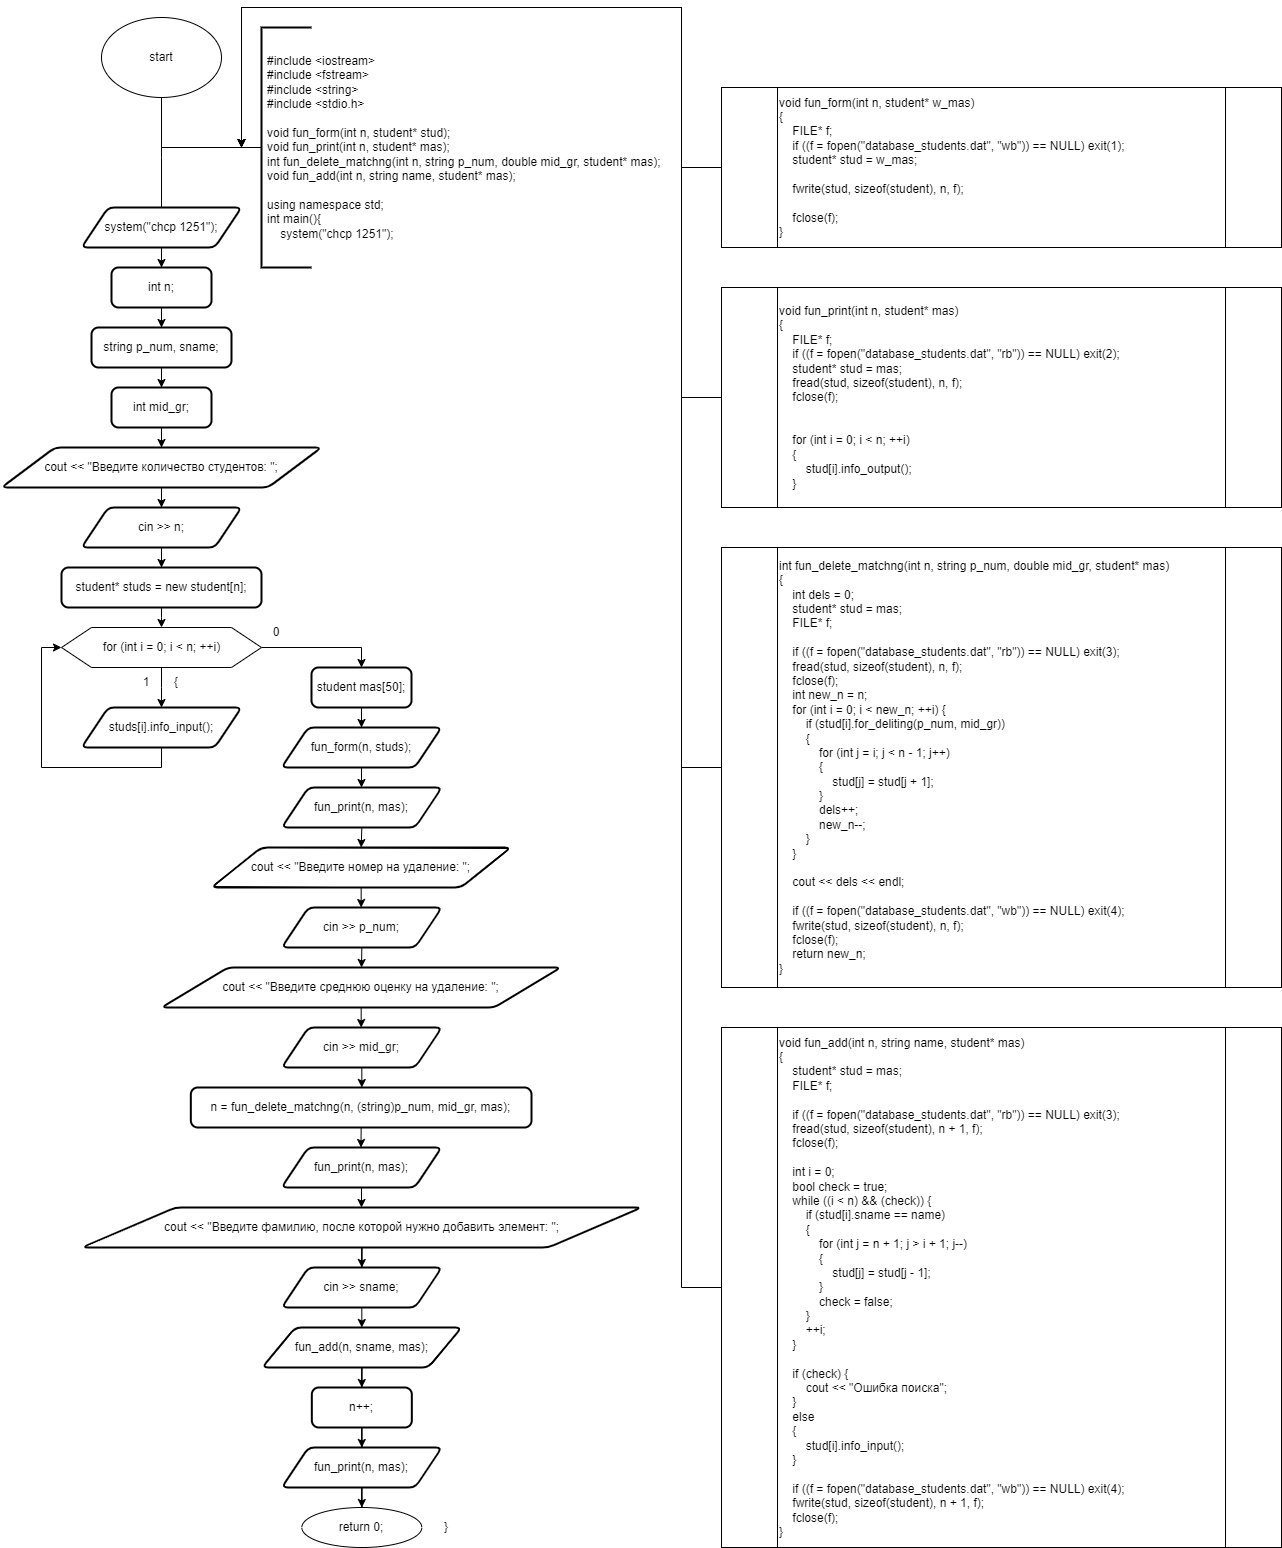 start
#include <iostream>
#include <fstream>
#include <string>
#include <stdio.h>
void fun_form(int n, student* stud);
void fun_print(int n, student* mas);
int fun_delete_matchng(int n, string p_num, double mid_gr, student* mas);
void fun_add(int n, string name, student* mas);
using namespace std;
int main(){
system("chcp 1251");
system("chcp 1251");
int n;
string p_num, sname;
int mid_gr;
cout << "Введите количество студентов: ";
cin >> n;
student* studs = new student[n];
for (int i = 0; i < n; ++i)
0
1 {
studs[i].info_input();
student mas[50];
fun_form(n, studs);
fun_print(n, mas);
cout << "Введите номер на удаление: ";
cin >> p_num;
cout << "Введите среднюю оценку на удаление: ";
cin >> mid_gr;
n = fun_delete_matchng(n, (string)p_num, mid_gr, mas);
fun_print(n, mas);
cout << "Введите фамилию, после которой нужно добавить элемент: ";
cin >> sname;
fun_add(n, sname, mas);
n++;
fun_print(n, mas);
return 0;
}
void fun_form(int n, student* w_mas)
{
FILE* f;
if ((f = fopen("database_students.dat", "wb")) == NULL) exit(1);
student* stud = w_mas;
fwrite(stud, sizeof(student), n, f);
fclose(f);
}
void fun_print(int n, student* mas)
{
FILE* f;
if ((f = fopen("database_students.dat", "rb")) == NULL) exit(2);
student* stud = mas;
fread(stud, sizeof(student), n, f);
fclose(f);
for (int i = 0; i < n; ++i)
{
stud[i].info_output();
}
int fun_delete_matchng(int n, string p_num, double mid_gr, student* mas)
{
int dels = 0;
student* stud = mas;
FILE* f;
if ((f = fopen("database_students.dat", "rb")) == NULL) exit(3);
fread(stud, sizeof(student), n, f);
fclose(f);
int new_n = n;
for (int i = 0; i < new_n; ++i) {
if (stud[i].for_deliting(p_num, mid_gr))
{
for (int j = i; j < n - 1; j++)
{
stud[j] = stud[j + 1];
}
dels++;
new_n--;
}
}
cout << dels << endl;
if ((f = fopen("database_students.dat", "wb")) == NULL) exit(4);
fwrite(stud, sizeof(student), n, f);
fclose(f);
return new_n;
}
void fun_add(int n, string name, student* mas)
{
student* stud = mas;
FILE* f;
if ((f = fopen("database_students.dat", "rb")) == NULL) exit(3);
fread(stud, sizeof(student), n + 1, f);
fclose(f);
int i = 0;
bool check = true;
while ((i < n) && (check)) {
if (stud[i].sname == name)
{
for (int j = n + 1; j > i + 1; j--)
{
stud[j] = stud[j - 1];
}
check = false;
}
++i;
}
if (check) {
cout << "Ошибка поиска";
}
else
{
stud[i].info_input();
}
if ((f = fopen("database_students.dat", "wb")) == NULL) exit(4);
fwrite(stud, sizeof(student), n + 1, f);
fclose(f);
}